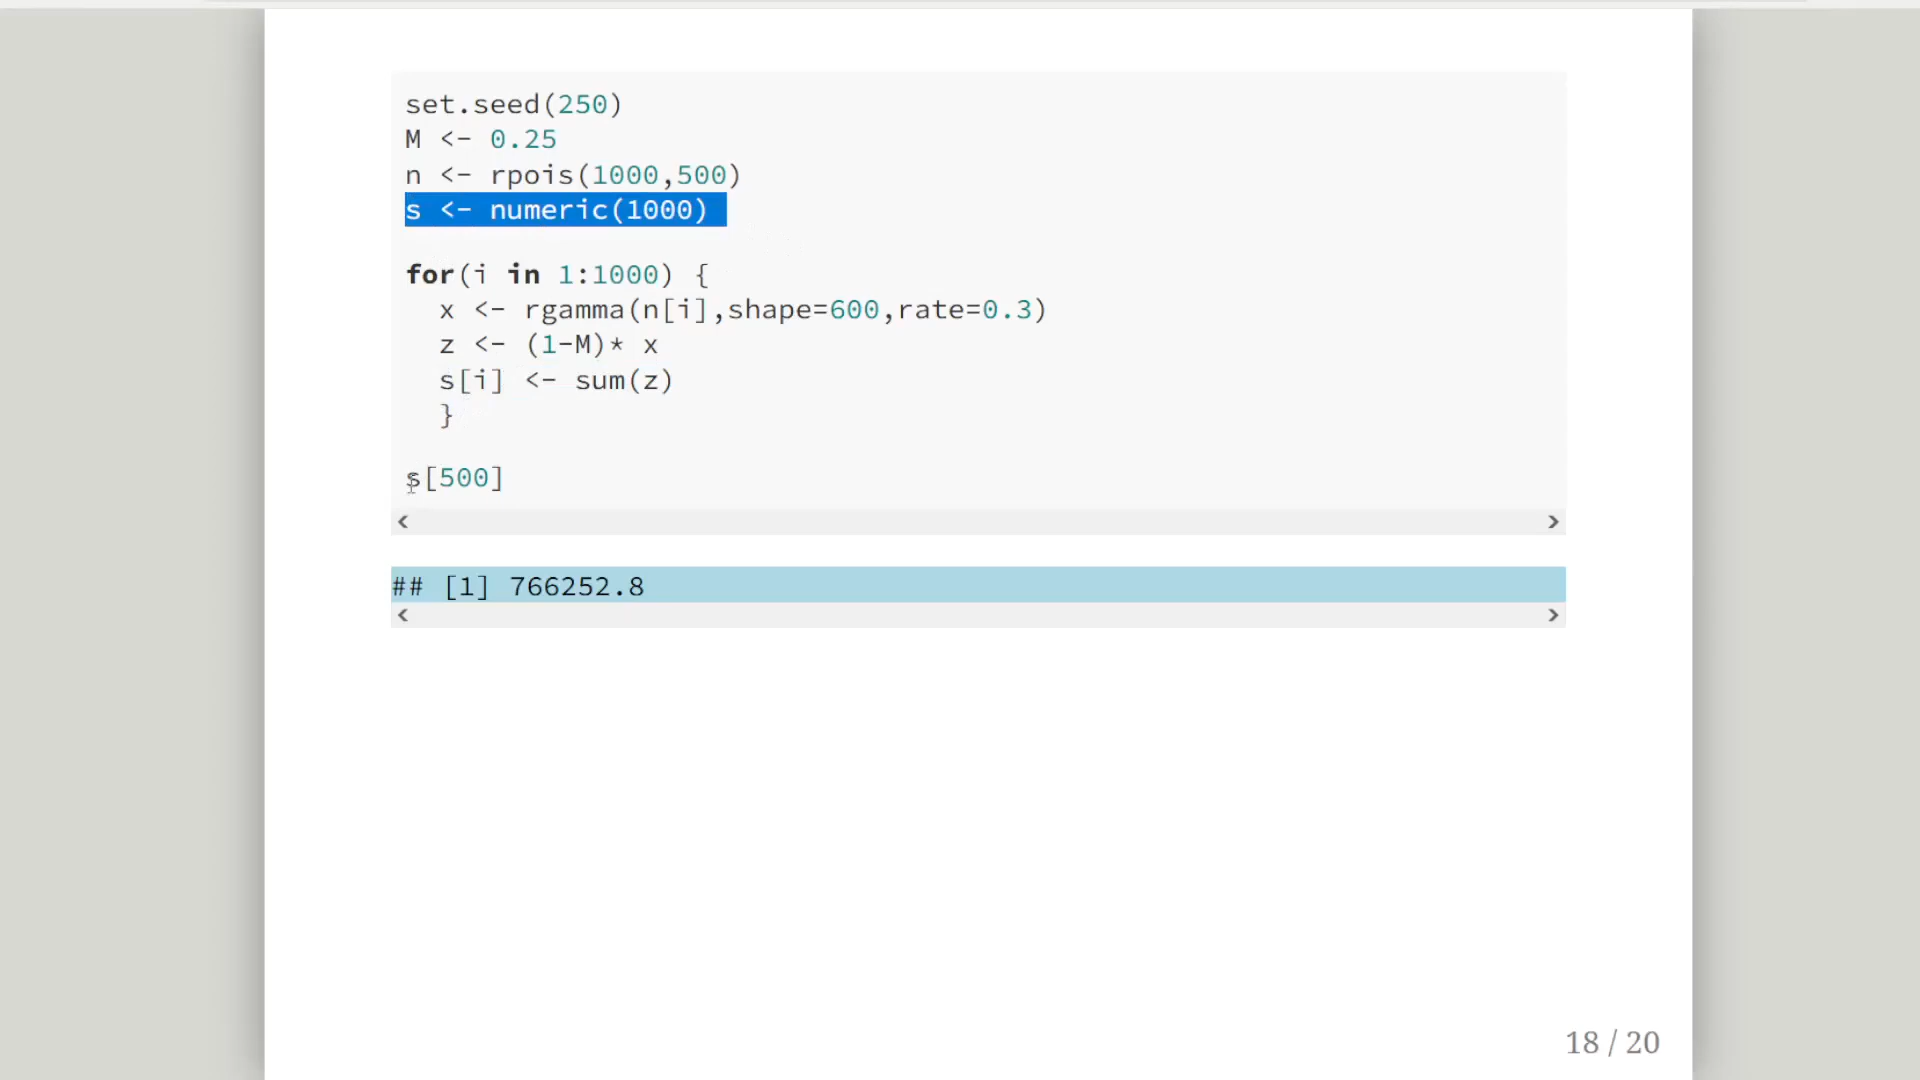 set.seed(250)
M <- 0.25
n <- rpois(1000,500)
s <- numeric(1000)
for(i in 1:1000) {
x <- rgamma(n[i],shape=600,rate=0.3)
z <- (1-M)* x
s[i] <- sum(z)
}
s[500]
## [1] 766252.8
18 / 20